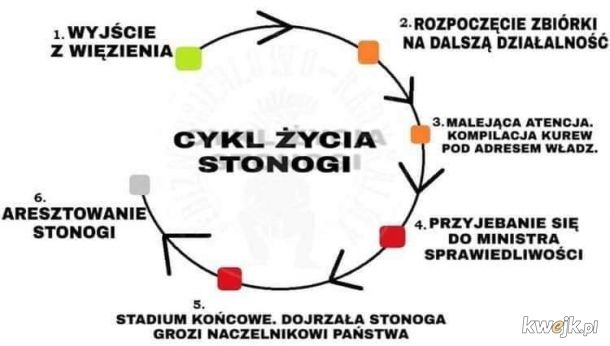 CYKL ŻYCIA
STONOGI
1. WYJŚCIE
Z WIĘZIENIA
2. ROZPOCZĘCIE ZBIÓRKI
NA DALSZĄ DZIAŁALNOŚĆ
3. MALEJĄCA ATENCJA.
KOMPILACJA KUREW
POD ADRESEM WŁADZ.
4. PRZYJEBANIE SIĘ
DO MINISTRA
SPRAWIEDLIWOŚCI
5.
STADIUM KOŃCOWE. DOJRZAŁA STONOGA
GROZI NACZELNIKOWI PAŃSTWA
6.
ARESZTOWANIE
STONOGI
kwejk.pl